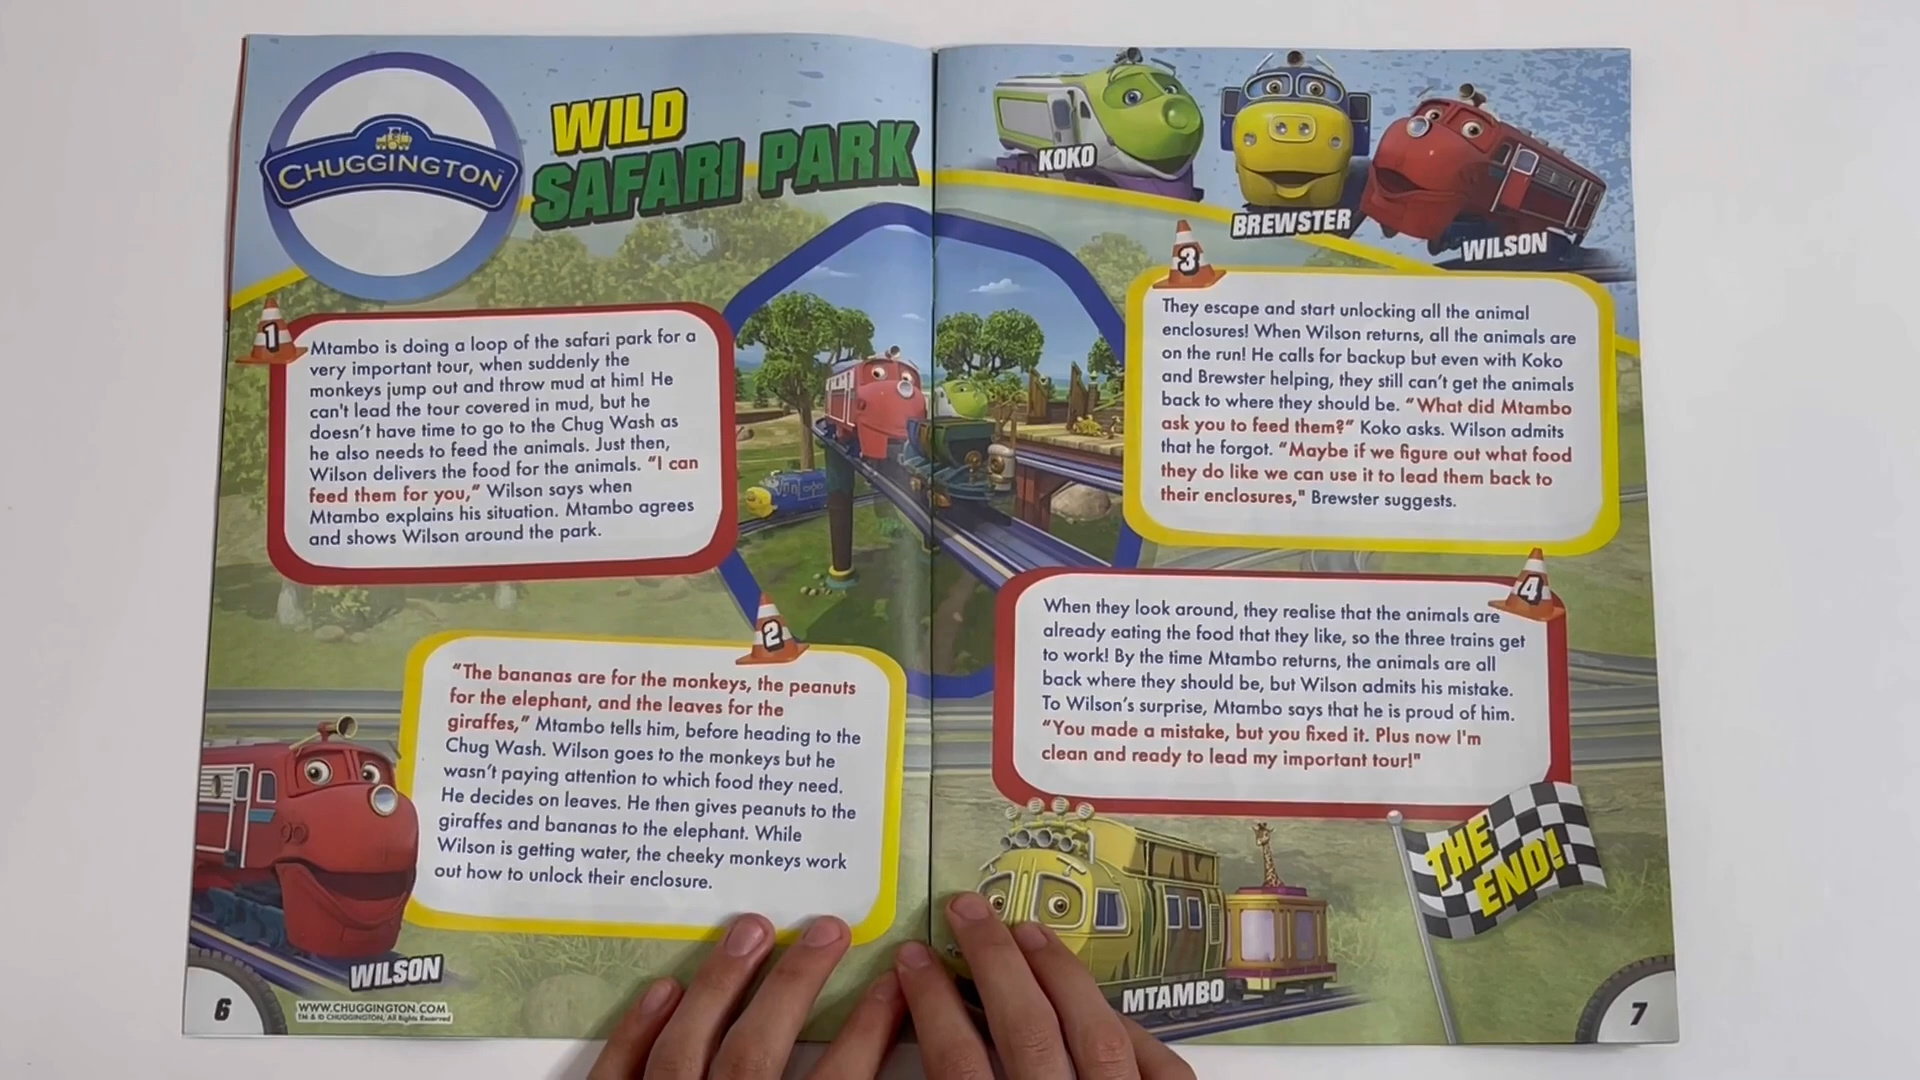 CHUGGINGTON
WILD
SAFARI PARK
1
Mtambo is doing a loop of the safari park for a
very important tour, when suddenly the
monkeys jump out and throw mud at him! He
can't lead the tour covered in mud, but he
doesn't have time to go to the Chug Wash as
he also needs to feed the animals. Just then,
Wilson delivers the food for the animals. "I can
feed them for you," Wilson says when
Mtambo explains his situation. Mtambo agrees
and shows Wilson around the park.
2
"The bananas are for the monkeys, the peanuts
for the elephant, and the leaves for the
giraffes," Mtambo tells him, before heading to the
Chug Wash. Wilson goes to the monkeys but he
wasn't paying attention to which food they need.
He decides on leaves. He then gives peanuts to the
giraffes and bananas to the elephant. While
Wilson is getting water, the cheeky monkeys work
out how to unlock their enclosure.
WILSON
6
WWW.CHUGGINGTON.COM
TM & © CHUGGINGTON, All Rights Reserved
KOKO
BREWSTER
WILSON
3
They escape and start unlocking all the animal
enclosures! When Wilson returns, all the animals are
on the run! He calls for backup but even with Koko
and Brewster helping, they still can't get the animals
back to where they should be. "What did Mtambo
ask you to feed them?" Koko asks. Wilson admits
that he forgot. "Maybe if we figure out what food
they do like we can use it to lead them back to
their enclosures," Brewster suggests.
4
When they look around, they realise that the animals are
already eating the food that they like, so the three trains get
to work! By the time Mtambo returns, the animals are all
back where they should be, but Wilson admits his mistake.
To Wilson's surprise, Mtambo says that he is proud of him.
"You made a mistake, but you fixed it. Plus now I'm
clean and ready to lead my important tour!"
THE
END!
MTAMBO
7